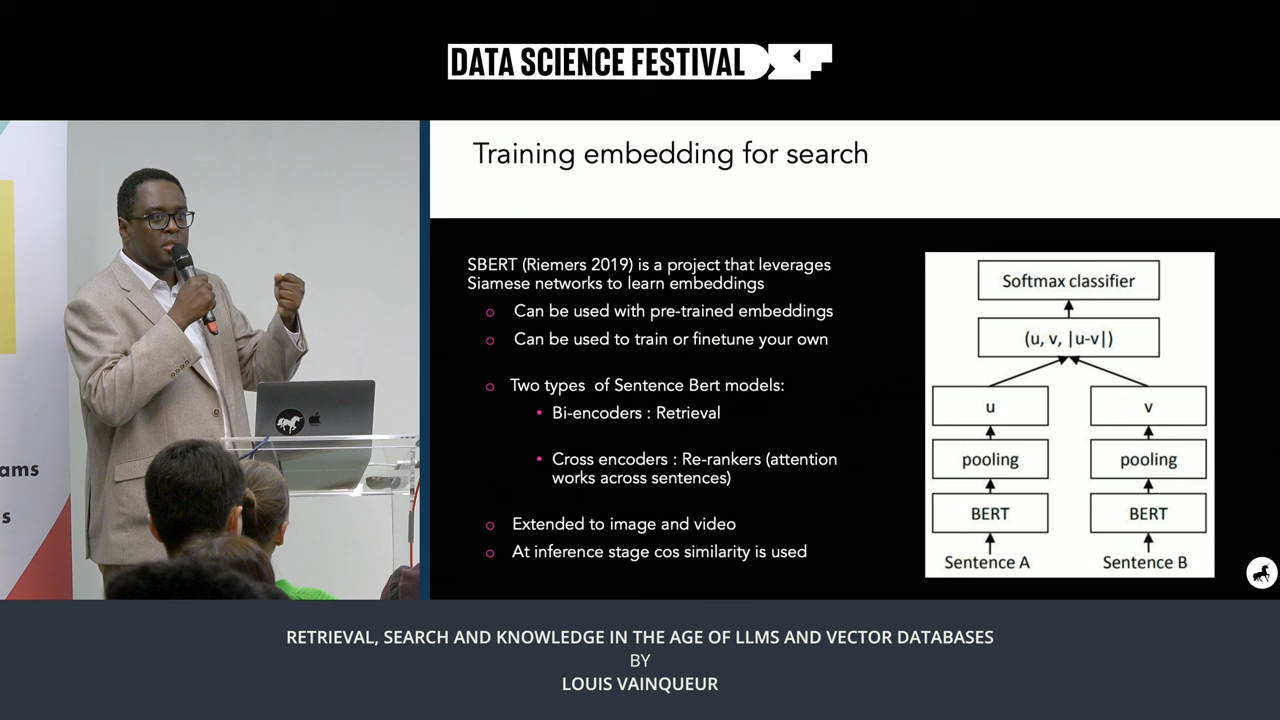 DATA SCIENCE FESTIVAL
Training embedding for search
SBERT (Riemers 2019) is a project that leverages
Siamese networks to learn embeddings
Can be used with pre-trained embeddings
Can be used to train or finetune your own
Two types of Sentence Bert models:
Bi-encoders : Retrieval
Cross encoders : Re-rankers (attention
works across sentences)
Extended to image and video
At inference stage cos similarity is used
Softmax classifier
(u, v, |u-v|)
u
v
pooling
pooling
BERT
BERT
Sentence A
Sentence B
RETRIEVAL, SEARCH AND KNOWLEDGE IN THE AGE OF LLMS AND VECTOR DATABASES
BY
LOUIS VAINQUEUR